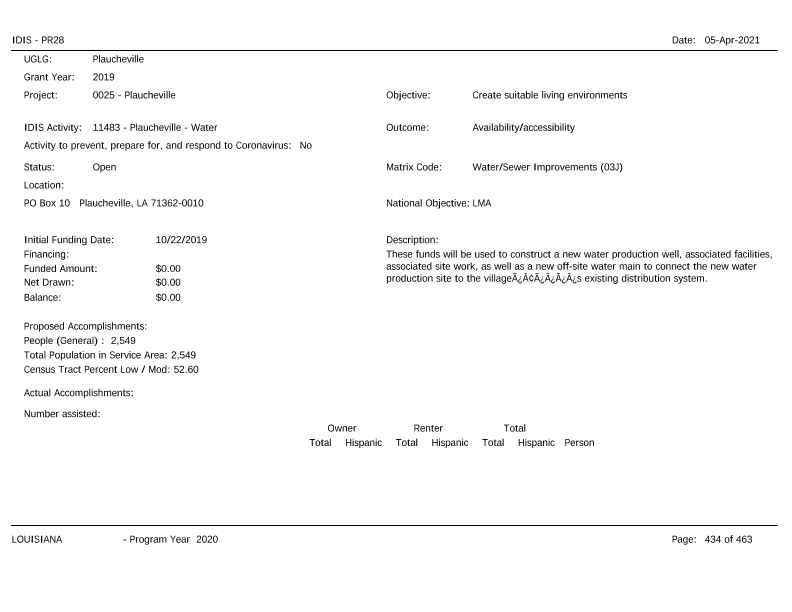 IDIS - PR28 Date: 05-Apr-2021
UGLG: Plaucheville
Grant Year: 2019
Project: 0025 - Plaucheville Objective: Create suitable living environments
IDIS Activity: 11483 - Plaucheville - Water Outcome: Availability/accessibility
Activity to prevent, prepare for, and respond to Coronavirus: No
Status: Open Matrix Code: Water/Sewer Improvements (03J)
Location:
PO Box 10 Plaucheville, LA 71362-0010 National Objective: LMA
Initial Funding Date: 10/22/2019 Description:
Financing: These funds will be used to construct a new water production well, associated facilities,
Funded Amount: $0.00 associated site work, as well as a new off-site water main to connect the new water
Net Drawn: $0.00 production site to the villageÃ¿Ã¢Ã¿Ã¿Ã¿Ã¿s existing distribution system.
Balance: $0.00
Proposed Accomplishments:
People (General) : 2,549
Total Population in Service Area: 2,549
Census Tract Percent Low / Mod: 52.60
Actual Accomplishments:
Number assisted:
Owner Renter Total
Total Hispanic Total Hispanic Total Hispanic Person
LOUISIANA - Program Year 2020 Page: 434 of 463